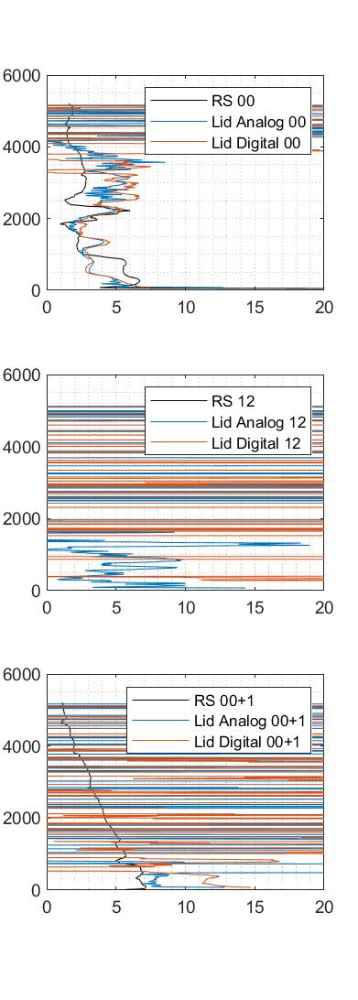 6000
RS 00
Lid Analog 00
Lid Digital 00
4000
2000
0
0 5 10 15 20
6000
RS 12
Lid Analog 12
Lid Digital 12
4000
2000
0
0 5 10 15 20
6000
RS 00+1
Lid Analog 00+1
Lid Digital 00+1
4000
2000
0
0 5 10 15 20